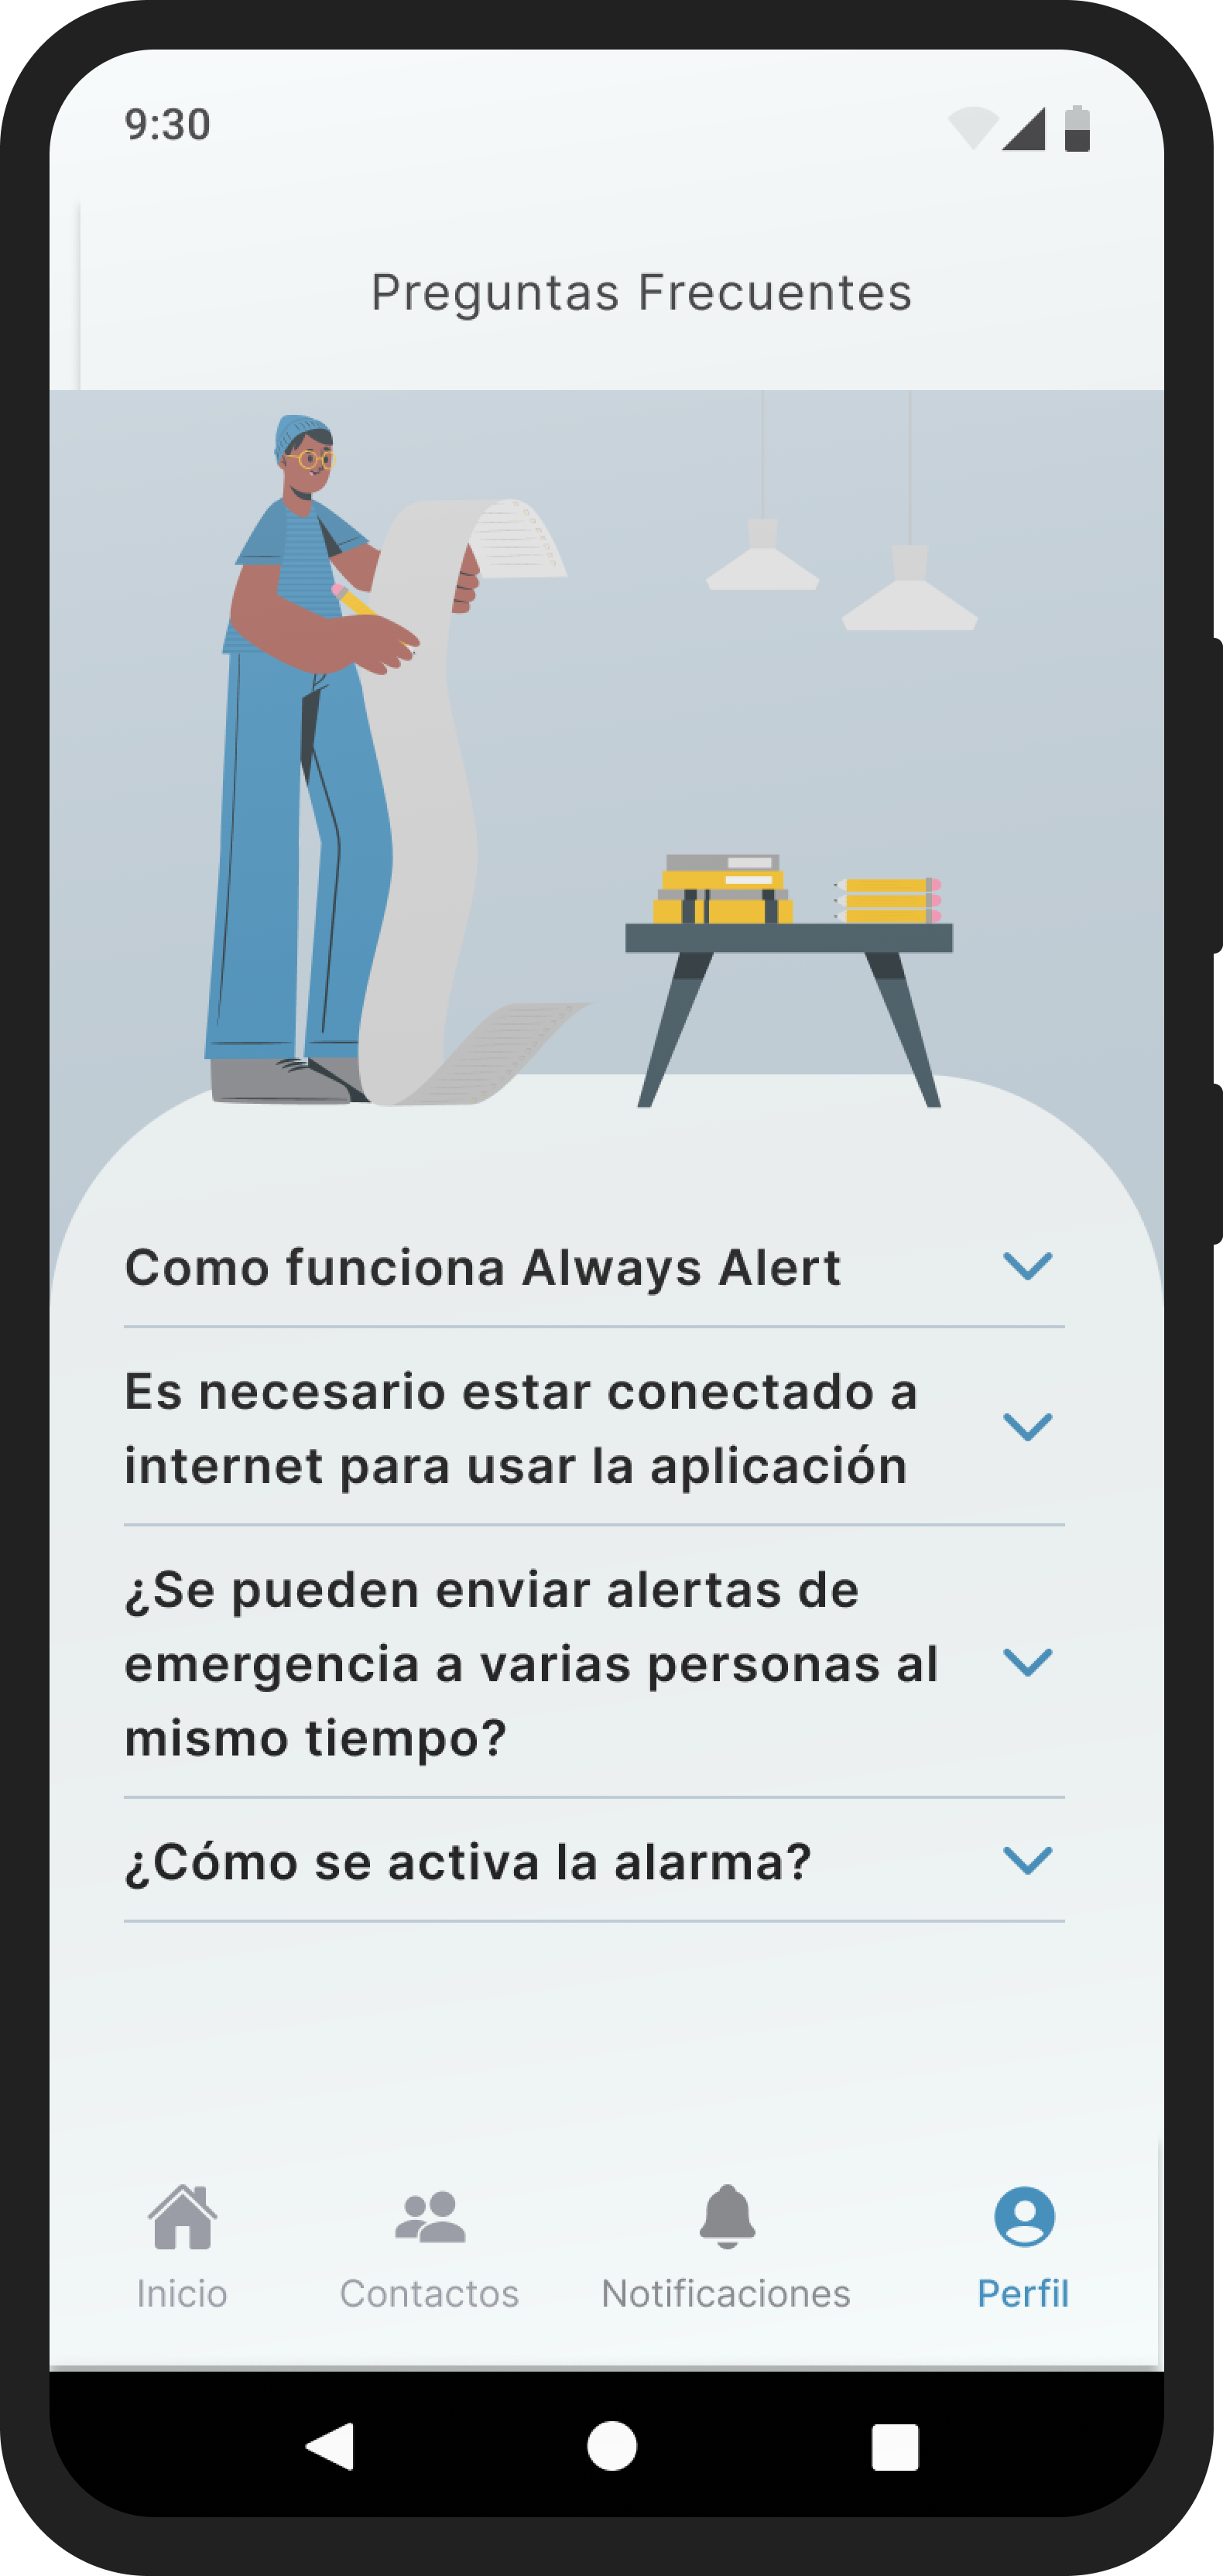 9:30
Preguntas Frecuentes
Como funciona Always Alert
Es necesario estar conectado a
internet para usar la aplicación
¿Se pueden enviar alertas de
emergencia a varias personas al
mismo tiempo?
¿Cómo se activa la alarma?
Inicio
Contactos
Notificaciones
Perfil